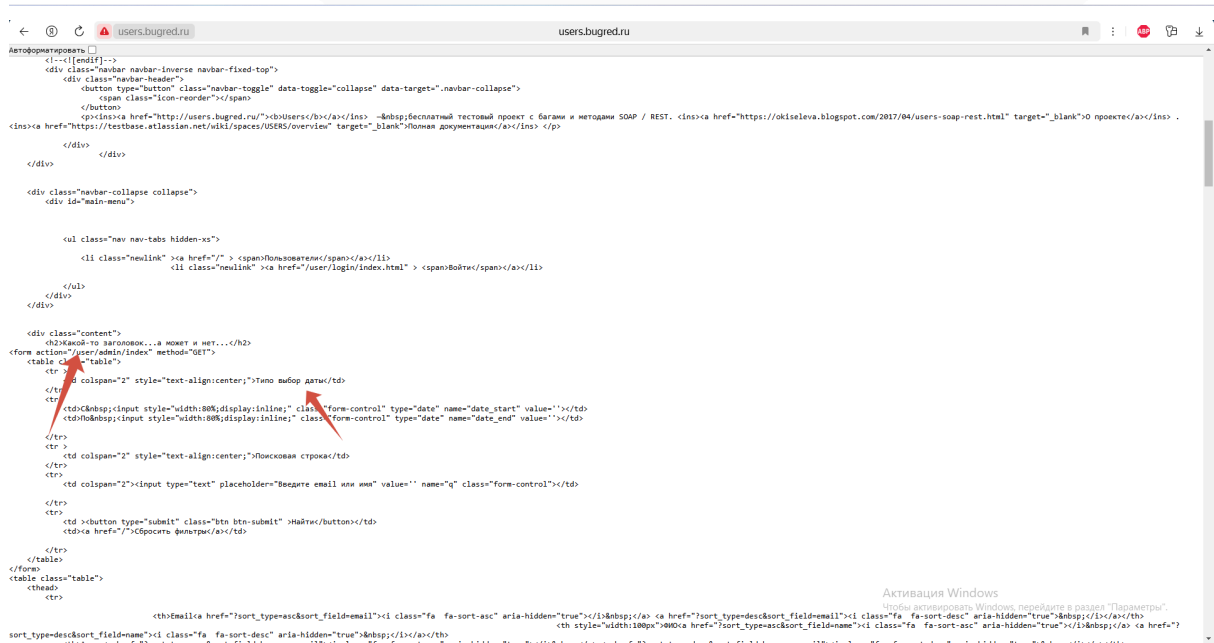 users.bugred.ru
users.bugred.ru
ABP
Автоформатировать
<!--<![endif]-->
<div class="navbar navbar-inverse navbar-fixed-top">
<div class="navbar-header">
<button type="button" class="navbar-toggle" data-toggle="collapse" data-target=".navbar-collapse">
<span class="icon-reorder"></span>
</button>
<p><ins><a href="http://users.bugred.ru/"><b>Users</b></a></ins> —&nbsp;бесплатный тестовый проект с багами и методами SOAP / REST. <ins><a href="https://okiseleva.blogspot.com/2017/04/users-soap-rest.html" target="_blank">О проекте</a></ins> .
<ins><a href="https://testbase.atlassian.net/wiki/spaces/USERS/overview" target="_blank">Полная документация</a></ins> </p>
</div>
</div>
</div>
<div class="navbar-collapse collapse">
<div id="main-menu">
<ul class="nav nav-tabs hidden-xs">
<li class="newlink" ><a href="/" > <span>Пользователи</span></a></li>
<li class="newlink" ><a href="/user/login/index.html" > <span>Войти</span></a></li>
</ul>
</div>
</div>
<div class="content">
<h2>Какой-то заголовок...а может и нет...</h2>
<form action="/user/admin/index" method="GET">
<table class="table">
<tr >
<td colspan="2" style="text-align:center;">Типо выбор даты</td>
</tr>
<tr>
<td>С&nbsp;<input style="width:80%;display:inline;" class="form-control" type="date" name="date_start" value=''></td>
<td>По&nbsp;<input style="width:80%;display:inline;" class="form-control" type="date" name="date_end" value=''></td>
</tr>
<tr >
<td colspan="2" style="text-align:center;">Поисковая строка</td>
</tr>
<tr>
<td colspan="2"><input type="text" placeholder="Введите email или имя" value='' name="q" class="form-control"></td>
</tr>
<tr>
<td ><button type="submit" class="btn btn-submit" >Найти</button></td>
<td><a href="/">Сбросить фильтры</a></td>
</tr>
</table>
</form>
<table class="table">
<thead>
<tr>
Активация Windows
Чтобы активировать Windows, перейдите в раздел "Параметры".
<th>Email<a href="?sort_type=asc&sort_field=email"><i class="fa fa-sort-asc" aria-hidden="true"></i>&nbsp;</a> <a href="?sort_type=desc&sort_field=email"><i class="fa fa-sort-desc" aria-hidden="true">&nbsp;</i></a></th>
<th style="width:100px">ФИО<a href="?sort_type=asc&sort_field=name"><i class="fa fa-sort-asc" aria-hidden="true"></i>&nbsp;</a> <a href="?
sort_type=desc&sort_field=name"><i class="fa fa-sort-desc" aria-hidden="true">&nbsp;</i></a></th>